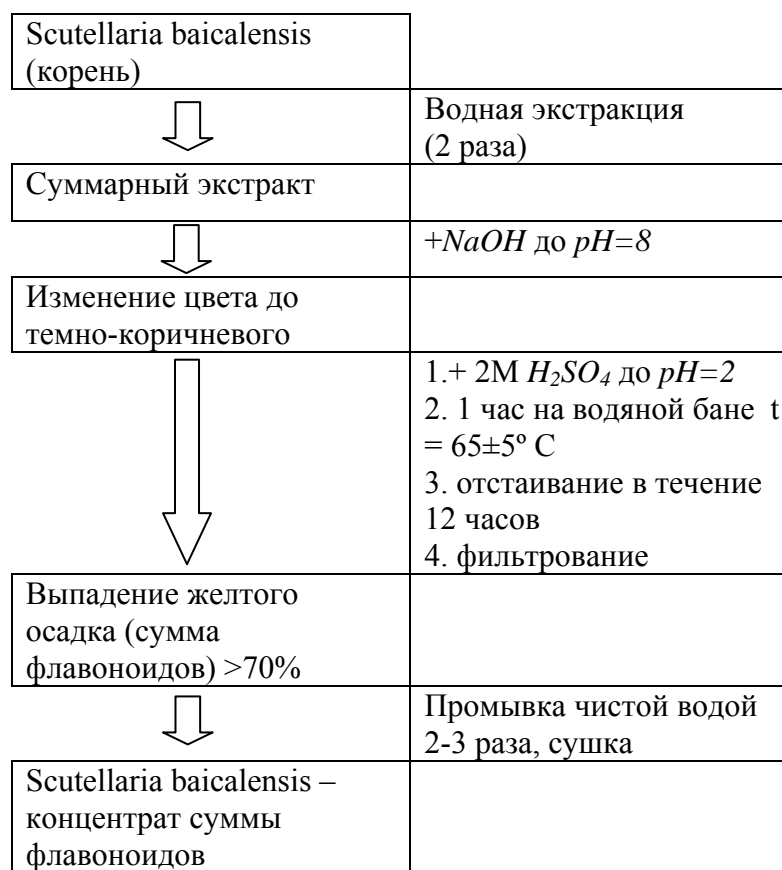 Scutellaria baicalensis
(корень)
Водная экстракция
(2 раза)
Суммарный экстракт
+NaOH до pH=8
Изменение цвета до
темно-коричневого
1.+ 2М H₂SO₄ до pH=2
2. 1 час на водяной бане t
= 65±5º C
3. отстаивание в течение
12 часов
4. фильтрование
Выпадение желтого
осадка (сумма
флавоноидов) >70%
Промывка чистой водой
2-3 раза, сушка
Scutellaria baicalensis –
концентрат суммы
флавоноидов